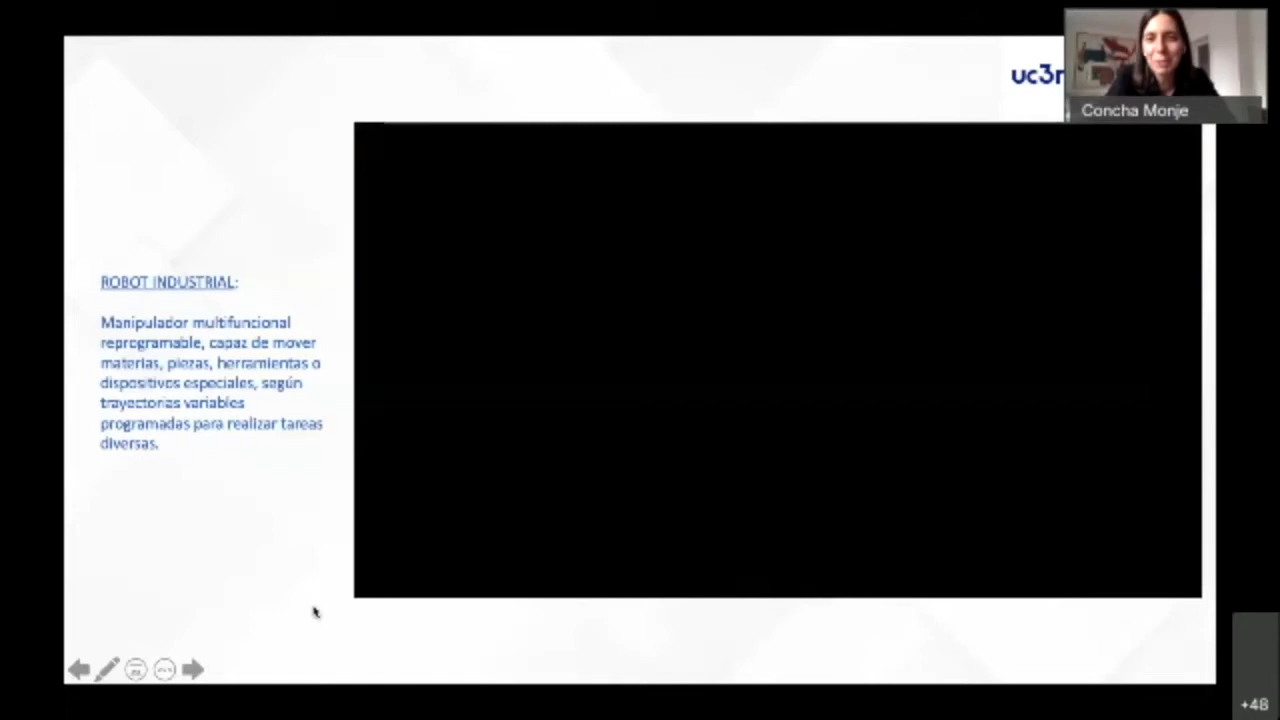 uc3
Concha Monje
ROBOT INDUSTRIAL:
Manipulador multifuncional
reprogramable, capaz de mover
materias, piezas, herramientas o
dispositivos especiales, según
trayectorias variables
programadas para realizar tareas
diversas.
+48